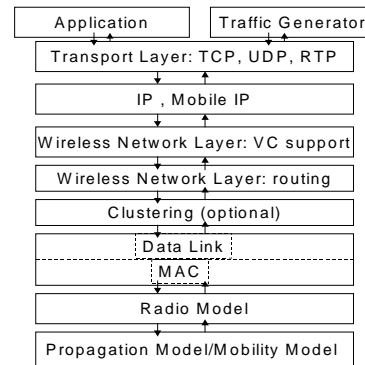 Application
Traffic Generator
Transport Layer: TCP, UDP, RTP
IP , Mobile IP
Wireless Network Layer: VC support
Wireless Network Layer: routing
Clustering (optional)
Data Link
MAC
Radio Model
Propagation Model/Mobility Model